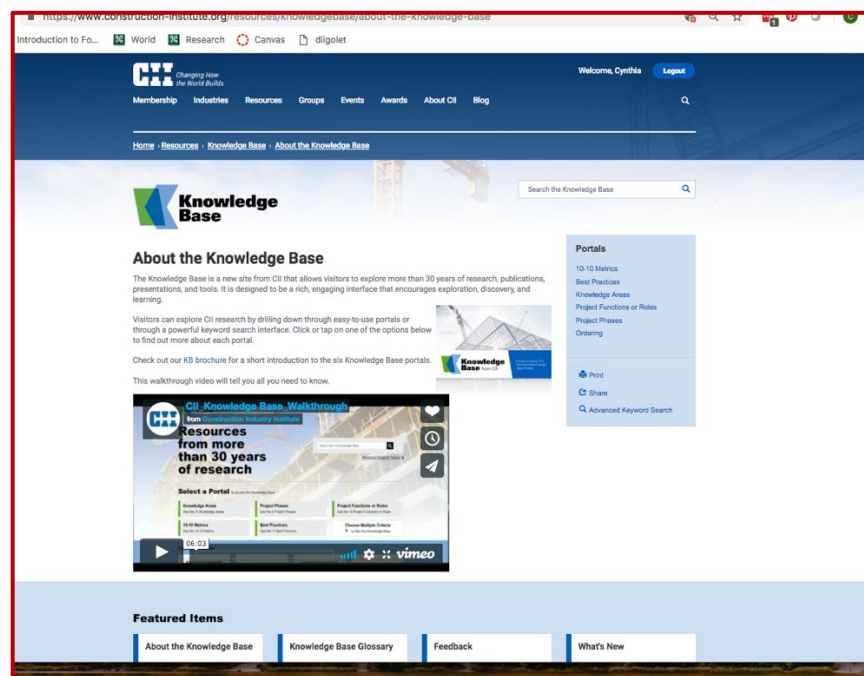 https://www.construction-institute.org/resources/knowledgebase/about-the-knowledge-base
Introduction to Fo... World Research Canvas diigolet
CII Changing How
the World Builds
Welcome, Cynthia Logout
Membership Industries Resources Groups Events Awards About CII Blog
Home › Resources › Knowledge Base › About the Knowledge Base
Knowledge
Base
Search the Knowledge Base
About the Knowledge Base
The Knowledge Base is a new site from CII that allows visitors to explore more than 30 years of research, publications,
presentations, and tools. It is designed to be a rich, engaging interface that encourages exploration, discovery, and
learning.
Visitors can explore CII research by drilling down through easy-to-use portals or
through a powerful keyword search interface. Click or tap on one of the options below
to find out more about each portal.
Check out our KB brochure for a short introduction to the six Knowledge Base portals.
This walkthrough video will tell you all you need to know.
Knowledge
Base from CII
Portals
10-10 Metrics
Best Practices
Knowledge Areas
Project Functions or Roles
Project Phases
Ordering
Print
Share
Advanced Keyword Search
CII
CII_Knowledge Base_Walkthrough
from Construction Industry Institute
Resources
from more
than 30 years
of research
Select a Portal
Knowledge Areas Project Phases Project Functions or Roles
10-10 Metrics Best Practices Choose Multiple Criteria
06:03
vimeo
Featured Items
About the Knowledge Base Knowledge Base Glossary Feedback What's New